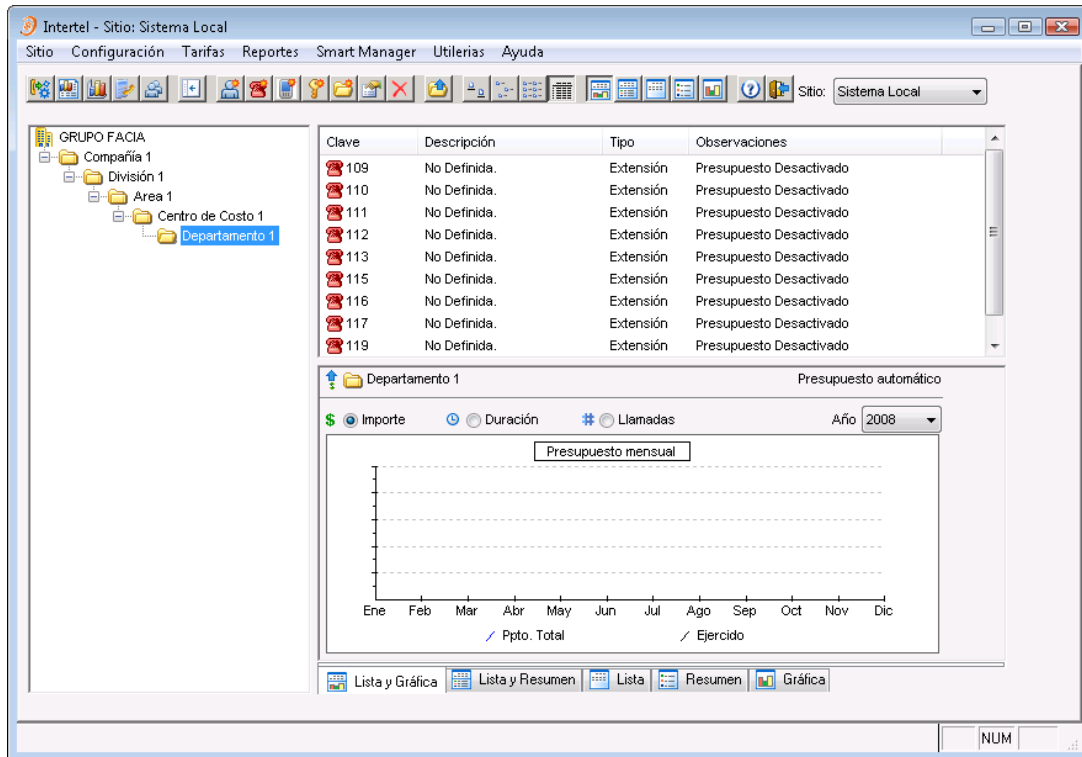 Intertel - Sitio: Sistema Local
Sitio Configuración Tarifas Reportes Smart Manager Utilerias Ayuda
Sitio: Sistema Local
GRUPO FACIA
Compañía 1
División 1
Area 1
Centro de Costo 1
Departamento 1
Clave Descripción Tipo Observaciones
109 No Definida. Extensión Presupuesto Desactivado
110 No Definida. Extensión Presupuesto Desactivado
111 No Definida. Extensión Presupuesto Desactivado
112 No Definida. Extensión Presupuesto Desactivado
113 No Definida. Extensión Presupuesto Desactivado
115 No Definida. Extensión Presupuesto Desactivado
116 No Definida. Extensión Presupuesto Desactivado
117 No Definida. Extensión Presupuesto Desactivado
119 No Definida. Extensión Presupuesto Desactivado
Departamento 1 Presupuesto automático
$ Importe Duración # Llamadas Año 2008
Presupuesto mensual
Ene Feb Mar Abr May Jun Jul Ago Sep Oct Nov Dic
Ppto. Total Ejercido
Lista y Gráfica Lista y Resumen Lista Resumen Gráfica
NUM